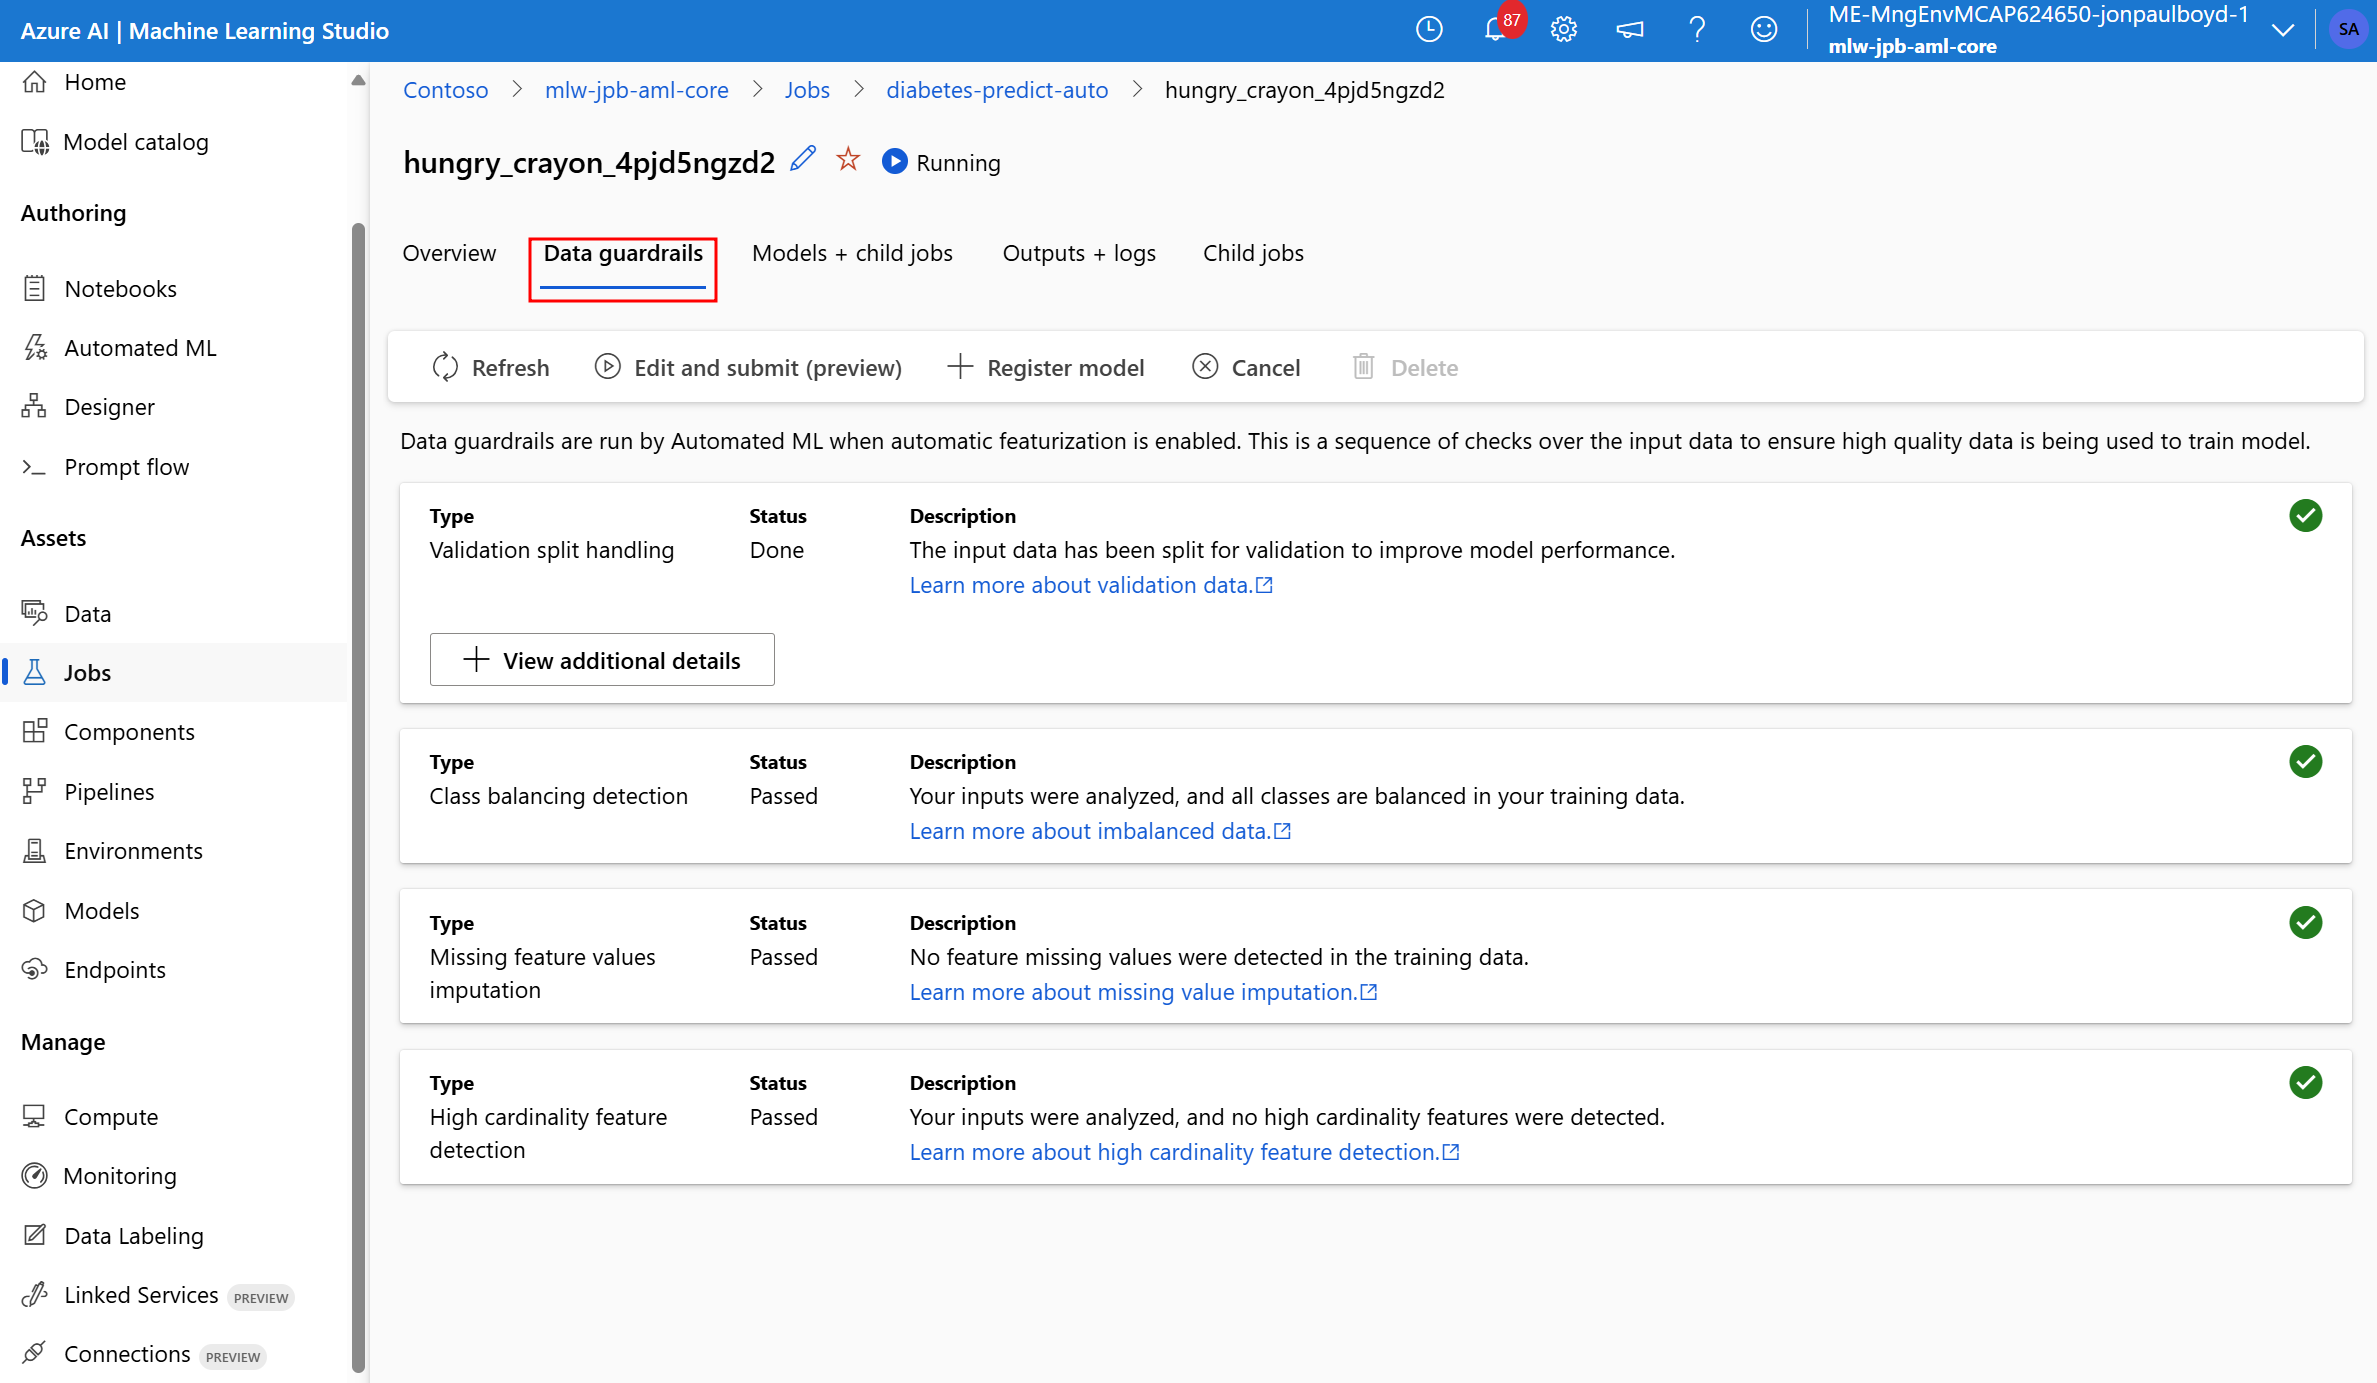 Azure AI | Machine Learning Studio
87
ME-MngEnvMCAP624650-jonpaulboyd-1
mlw-jpb-aml-core
SA
Home
Model catalog
Authoring
Notebooks
Automated ML
Designer
Prompt flow
Assets
Data
Jobs
Components
Pipelines
Environments
Models
Endpoints
Manage
Compute
Monitoring
Data Labeling
Linked Services PREVIEW
Connections PREVIEW
Contoso > mlw-jpb-aml-core > Jobs > diabetes-predict-auto > hungry_crayon_4pjd5ngzd2
hungry_crayon_4pjd5ngzd2 Running
Overview Data guardrails Models + child jobs Outputs + logs Child jobs
Refresh Edit and submit (preview) Register model Cancel Delete
Data guardrails are run by Automated ML when automatic featurization is enabled. This is a sequence of checks over the input data to ensure high quality data is being used to train model.
Type Status Description
Validation split handling Done The input data has been split for validation to improve model performance.
Learn more about validation data.
View additional details
Type Status Description
Class balancing detection Passed Your inputs were analyzed, and all classes are balanced in your training data.
Learn more about imbalanced data.
Type Status Description
Missing feature values Passed No feature missing values were detected in the training data.
imputation Learn more about missing value imputation.
Type Status Description
High cardinality feature Passed Your inputs were analyzed, and no high cardinality features were detected.
detection Learn more about high cardinality feature detection.